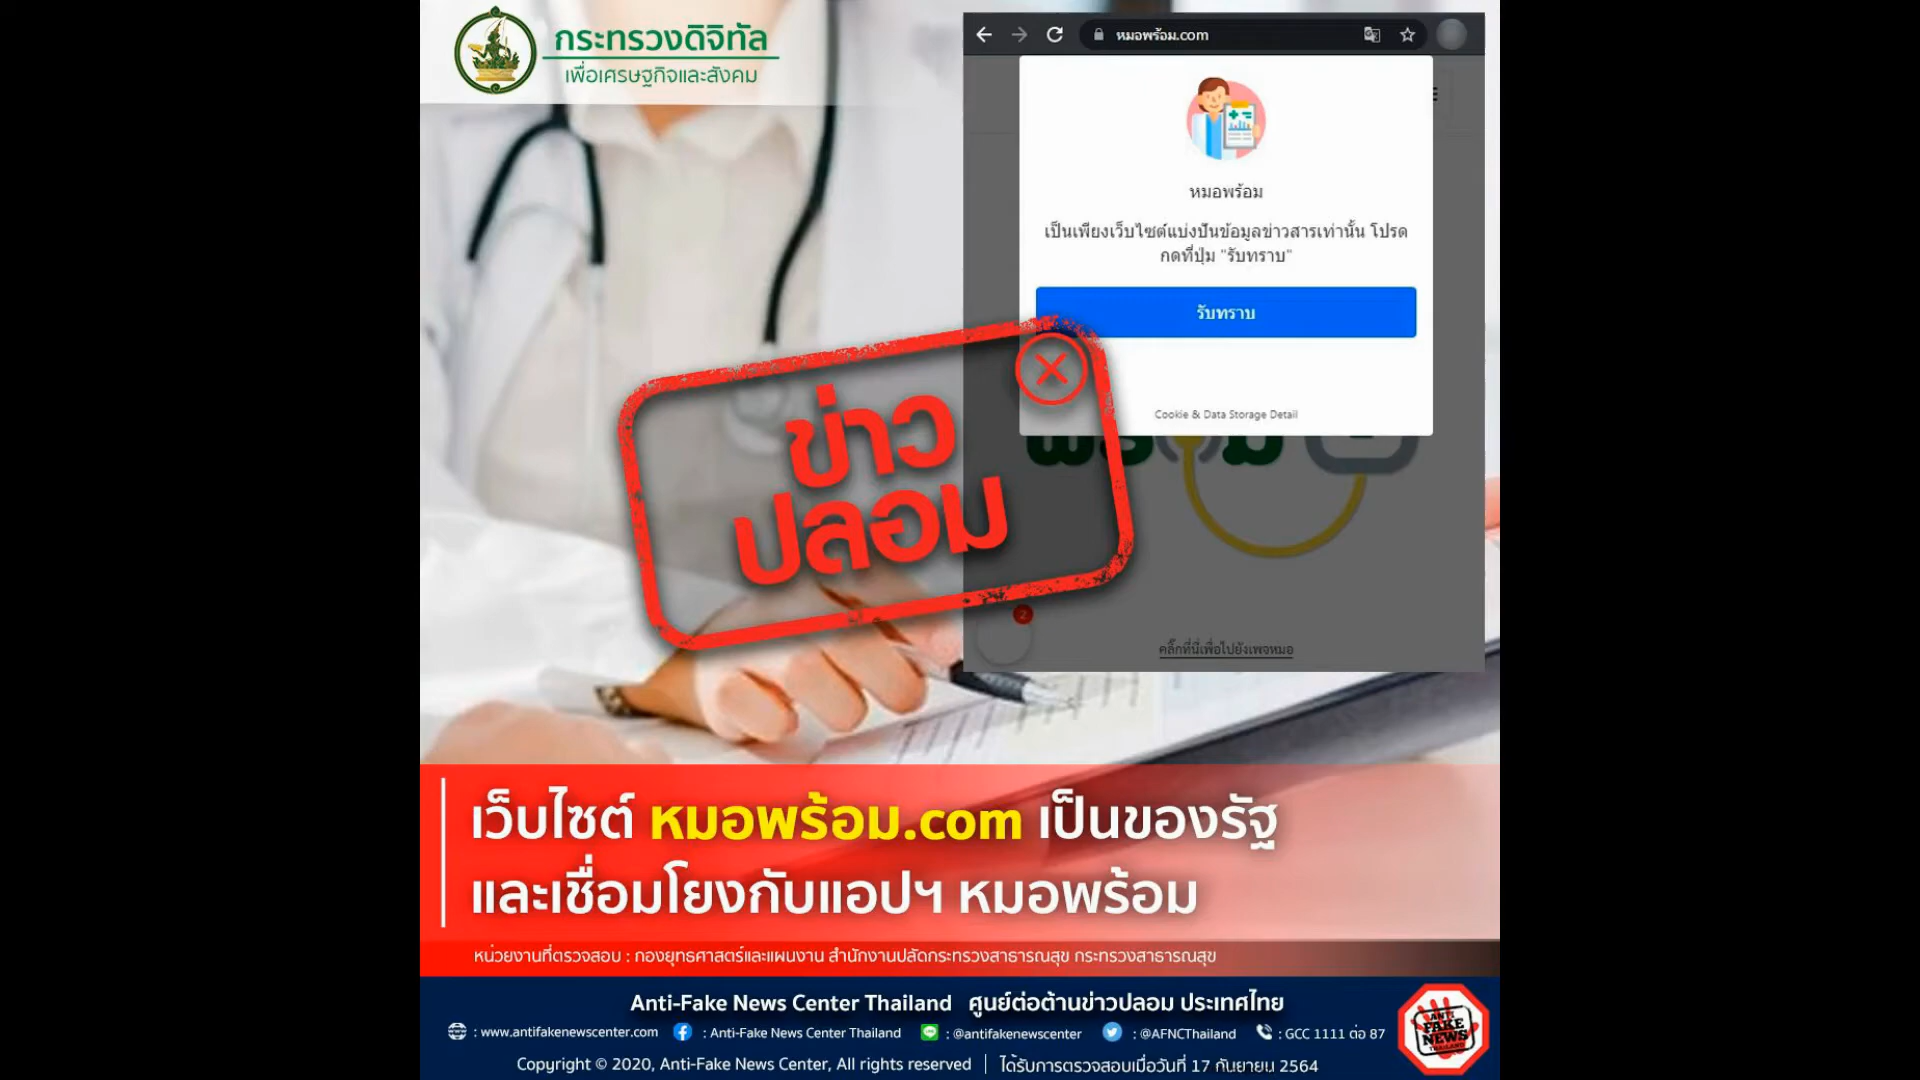 กระทรวงดิจิทัล
เพื่อเศรษฐกิจและสังคม
หมอพร้อม.com
หมอพร้อม
เป็นเพียงเว็บไซต์แบ่งปันข้อมูลข่าวสารเท่านั้น โปรด
กดที่ปุ่ม "รับทราบ"
รับทราบ
Cookie & Data Storage Detail
พร้อม
2
คลิ๊กที่นี่เพื่อไปยังเพจหมอ
ข่าว
ปลอม
เว็บไซต์ หมอพร้อม.com เป็นของรัฐ
และเชื่อมโยงกับแอปฯ หมอพร้อม
หน่วยงานที่ตรวจสอบ : กองยุทธศาสตร์และแผนงาน สำนักงานปลัดกระทรวงสาธารณสุข กระทรวงสาธารณสุข
Anti-Fake News Center Thailand ศูนย์ต่อต้านข่าวปลอม ประเทศไทย
: www.antifakenewscenter.com : Anti-Fake News Center Thailand : @antifakenewscenter : @AFNCThailand : GCC 1111 ต่อ 87
Copyright © 2020, Anti-Fake News Center, All rights reserved | ได้รับการตรวจสอบเมื่อวันที่ 17 กันยายน 2564
ANTI
FAKE
NEWS
THAILAND